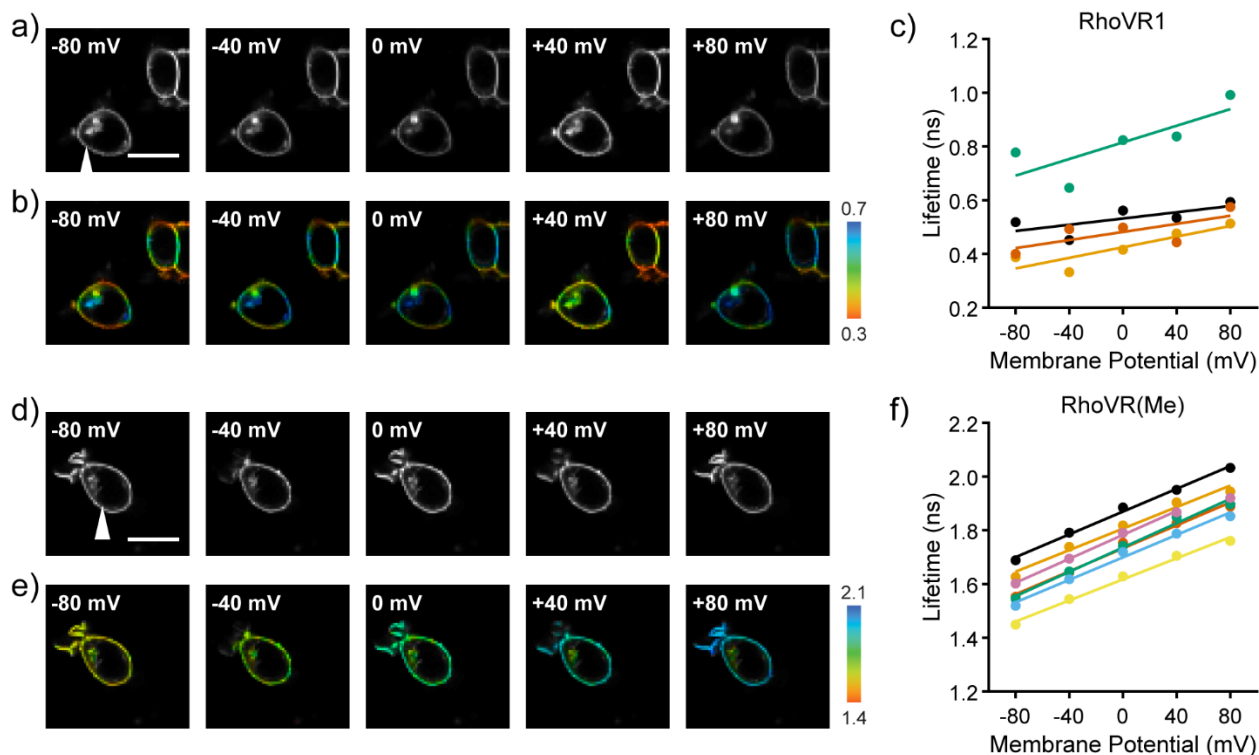 a)
-80 mV
-40 mV
0 mV
+40 mV
+80 mV
b)
-80 mV
-40 mV
0 mV
+40 mV
+80 mV
0.7
0.3
c)
RhoVR1
Lifetime (ns)
1.2
1.0
0.8
0.6
0.4
0.2
-80 -40 0 40 80
Membrane Potential (mV)
d)
-80 mV
-40 mV
0 mV
+40 mV
+80 mV
e)
-80 mV
-40 mV
0 mV
+40 mV
+80 mV
2.1
1.4
f)
RhoVR(Me)
Lifetime (ns)
2.2
2.0
1.8
1.6
1.4
1.2
-80 -40 0 40 80
Membrane Potential (mV)